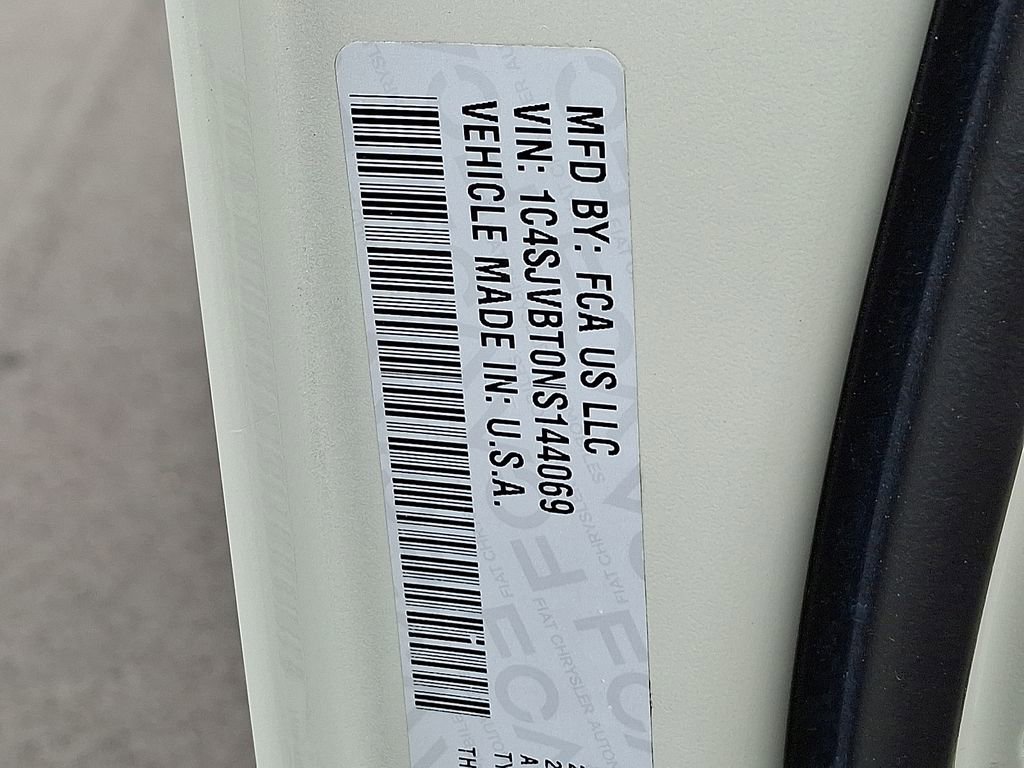 MFD BY: FCA US LLC
VIN: 1C4SJVBT0NS144069
VEHICLE MADE IN: U.S.A.